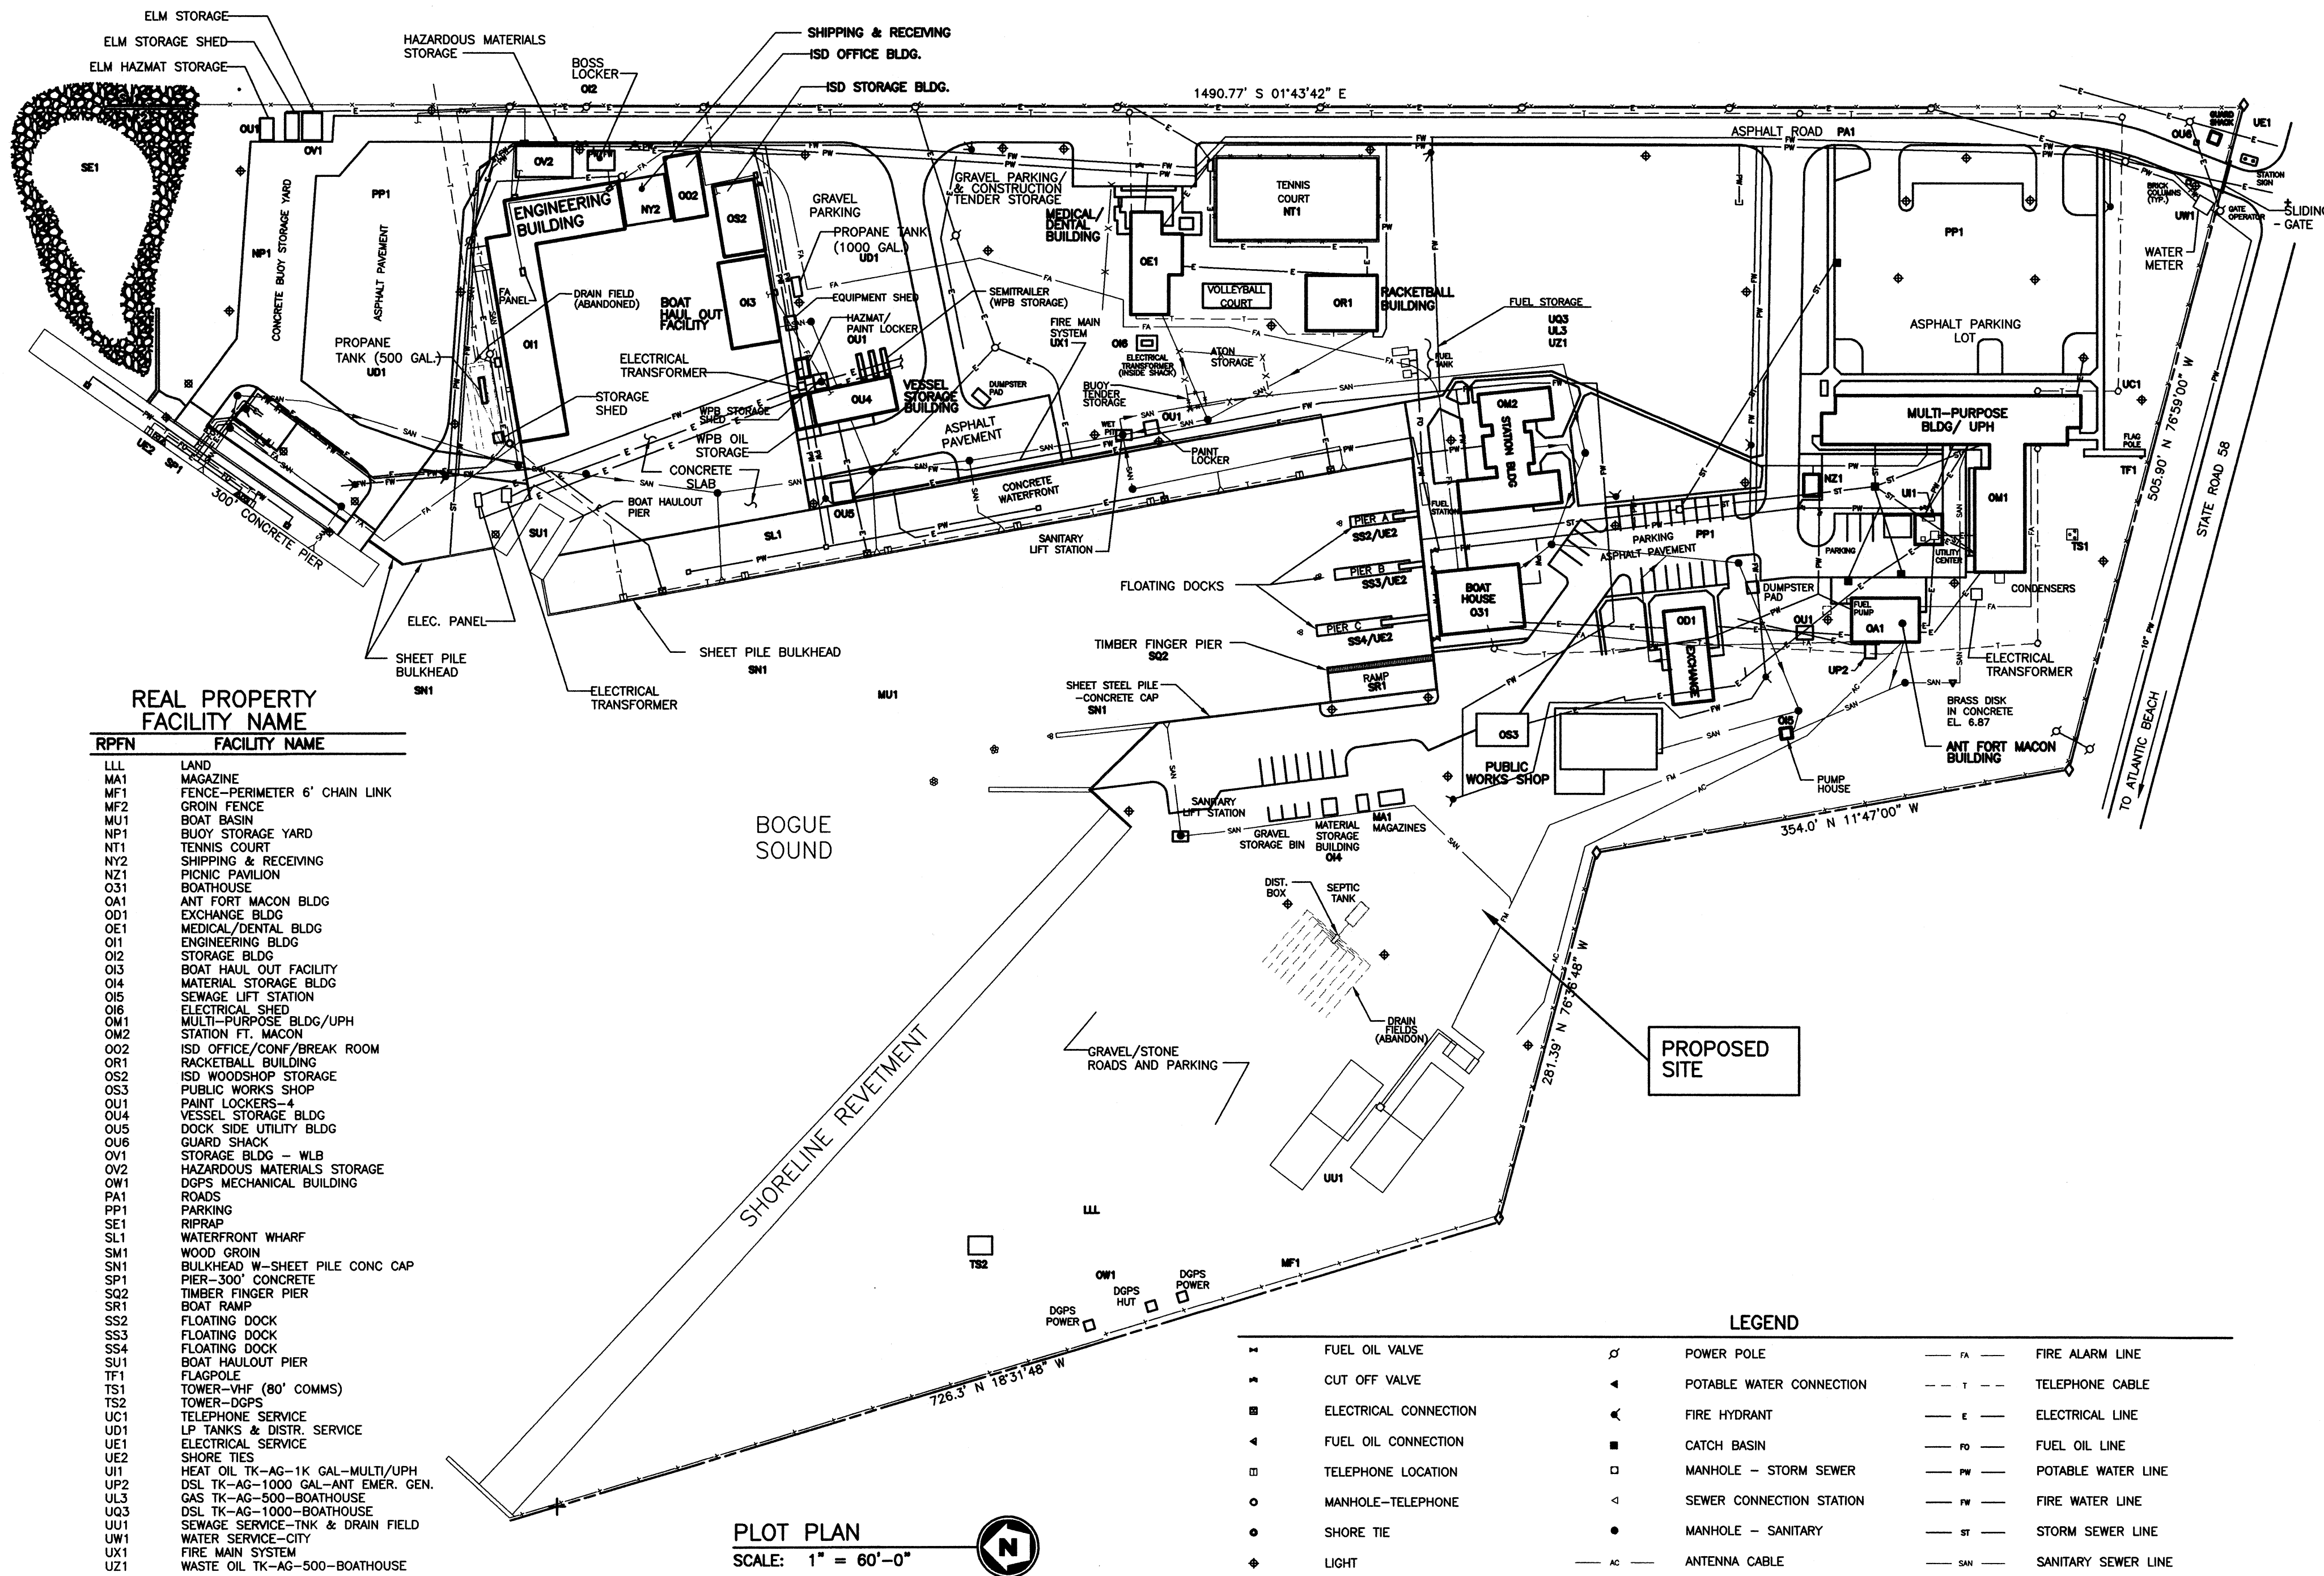 ELM STORAGE
ELM STORAGE SHED
ELM HAZMAT STORAGE
HAZARDOUS MATERIALS
STORAGE
BOSS
LOCKER
OI2
SHIPPING & RECEIVING
ISD OFFICE BLDG.
ISD STORAGE BLDG.
1490.77' S 01°43'42" E
ASPHALT ROAD PA1
GUARD
SHACK
OU6
UE1
STATION
SIGN
BRICK
COLUMNS
(TYP.)
UW1
GATE
OPERATOR
SLIDING
GATE
WATER
METER
SE1
OU1
OV1
NP1
CONCRETE BUOY STORAGE YARD
PP1
ASPHALT PAVEMENT
OV2
ENGINEERING
BUILDING
NY2
OO2
OS2
GRAVEL
PARKING
PROPANE TANK
(1000 GAL.)
UD1
GRAVEL PARKING/
& CONSTRUCTION
TENDER STORAGE
MEDICAL/
DENTAL
BUILDING
OE1
TENNIS
COURT
NT1
VOLLEYBALL
COURT
OR1
RACKETBALL
BUILDING
FUEL STORAGE
UQ3
UL3
UZ1
PP1
ASPHALT PARKING
LOT
FA
PANEL
DRAIN FIELD
(ABANDONED)
BOAT
HAUL OUT
FACILITY
OI3
OI1
EQUIPMENT SHED
SEMITRAILER
(WPB STORAGE)
HAZMAT/
PAINT LOCKER
OU1
PROPANE
TANK (500 GAL.)
UD1
ELECTRICAL
TRANSFORMER
STORAGE
SHED
WPB STORAGE
SHED
WPB OIL
STORAGE
OU4
VESSEL
STORAGE
BUILDING
DUMPSTER
PAD
ASPHALT
PAVEMENT
FIRE MAIN
SYSTEM
UX1
OI6
ELECTRICAL
TRANSFORMER
(INSIDE SHACK)
ATON
STORAGE
BUOY
TENDER
STORAGE
FUEL
TANK
OU1
WET
PIT
PAINT
LOCKER
OM2
STATION BLDG
FUEL
STATION
MULTI-PURPOSE
BLDG/ UPH
UC1
FLAG
POLE
TF1
505.90' N 76°59'00" W
STATE ROAD 58
10" PW
TO ATLANTIC BEACH
UE2
SP1
300' CONCRETE PIER
CONCRETE
SLAB
BOAT HAULOUT
PIER
SU1
SL1
OU5
CONCRETE
WATERFRONT
SANITARY
LIFT STATION
PIER A
SS2/UE2
PIER B
SS3/UE2
PIER C
SS4/UE2
FLOATING DOCKS
BOAT
HOUSE
O31
PARKING
PP1
ASPHALT PAVEMENT
NZ1
UI1
OM1
PARKING
UTILITY
CENTER
TS1
DUMPSTER
PAD
CONDENSERS
FUEL
PUMP
OA1
OU1
OD1
EXCHANGE
UP2
ELECTRICAL
TRANSFORMER
ELEC. PANEL
SHEET PILE
BULKHEAD
SN1
ELECTRICAL
TRANSFORMER
SHEET PILE BULKHEAD
SN1
MU1
TIMBER FINGER PIER
SQ2
RAMP
SR1
SHEET STEEL PILE
-CONCRETE CAP
SN1
OS3
PUBLIC
WORKS SHOP
OI5
PUMP
HOUSE
BRASS DISK
IN CONCRETE
EL. 6.87
ANT FORT MACON
BUILDING
354.0' N 11°47'00" W
SANITARY
LIFT STATION
GRAVEL
STORAGE BIN
MATERIAL
STORAGE
BUILDING
OI4
MA1
MAGAZINES
BOGUE
SOUND
DIST.
BOX
SEPTIC
TANK
DRAIN
FIELDS
(ABANDON)
281.39' N 76°36'48" W
PROPOSED
SITE
GRAVEL/STONE
ROADS AND PARKING
SHORELINE REVETMENT
UU1
LLL
TS2
OW1
DGPS
POWER
DGPS
HUT
DGPS
POWER
MF1
726.3' N 18°31'48" W
REAL PROPERTY
FACILITY NAME
RPFN FACILITY NAME
LLL LAND
MA1 MAGAZINE
MF1 FENCE-PERIMETER 6' CHAIN LINK
MF2 GROIN FENCE
MU1 BOAT BASIN
NP1 BUOY STORAGE YARD
NT1 TENNIS COURT
NY2 SHIPPING & RECEIVING
NZ1 PICNIC PAVILION
O31 BOATHOUSE
OA1 ANT FORT MACON BLDG
OD1 EXCHANGE BLDG
OE1 MEDICAL/DENTAL BLDG
OI1 ENGINEERING BLDG
OI2 STORAGE BLDG
OI3 BOAT HAUL OUT FACILITY
OI4 MATERIAL STORAGE BLDG
OI5 SEWAGE LIFT STATION
OI6 ELECTRICAL SHED
OM1 MULTI-PURPOSE BLDG/UPH
OM2 STATION FT. MACON
OO2 ISD OFFICE/CONF/BREAK ROOM
OR1 RACKETBALL BUILDING
OS2 ISD WOODSHOP STORAGE
OS3 PUBLIC WORKS SHOP
OU1 PAINT LOCKERS-4
OU4 VESSEL STORAGE BLDG
OU5 DOCK SIDE UTILITY BLDG
OU6 GUARD SHACK
OV1 STORAGE BLDG - WLB
OV2 HAZARDOUS MATERIALS STORAGE
OW1 DGPS MECHANICAL BUILDING
PA1 ROADS
PP1 PARKING
SE1 RIPRAP
SL1 WATERFRONT WHARF
SM1 WOOD GROIN
SN1 BULKHEAD W-SHEET PILE CONC CAP
SP1 PIER-300' CONCRETE
SQ2 TIMBER FINGER PIER
SR1 BOAT RAMP
SS2 FLOATING DOCK
SS3 FLOATING DOCK
SS4 FLOATING DOCK
SU1 BOAT HAULOUT PIER
TF1 FLAGPOLE
TS1 TOWER-VHF (80' COMMS)
TS2 TOWER-DGPS
UC1 TELEPHONE SERVICE
UD1 LP TANKS & DISTR. SERVICE
UE1 ELECTRICAL SERVICE
UE2 SHORE TIES
UI1 HEAT OIL TK-AG-1K GAL-MULTI/UPH
UP2 DSL TK-AG-1000 GAL-ANT EMER. GEN.
UL3 GAS TK-AG-500-BOATHOUSE
UQ3 DSL TK-AG-1000-BOATHOUSE
UU1 SEWAGE SERVICE-TNK & DRAIN FIELD
UW1 WATER SERVICE-CITY
UX1 FIRE MAIN SYSTEM
UZ1 WASTE OIL TK-AG-500-BOATHOUSE
PLOT PLAN
SCALE: 1" = 60'-0"
N
LEGEND
FUEL OIL VALVE
CUT OFF VALVE
ELECTRICAL CONNECTION
FUEL OIL CONNECTION
TELEPHONE LOCATION
MANHOLE-TELEPHONE
SHORE TIE
LIGHT
POWER POLE
POTABLE WATER CONNECTION
FIRE HYDRANT
CATCH BASIN
MANHOLE - STORM SEWER
SEWER CONNECTION STATION
MANHOLE - SANITARY
AC ANTENNA CABLE
FA FIRE ALARM LINE
T TELEPHONE CABLE
E ELECTRICAL LINE
FO FUEL OIL LINE
PW POTABLE WATER LINE
FW FIRE WATER LINE
ST STORM SEWER LINE
SAN SANITARY SEWER LINE